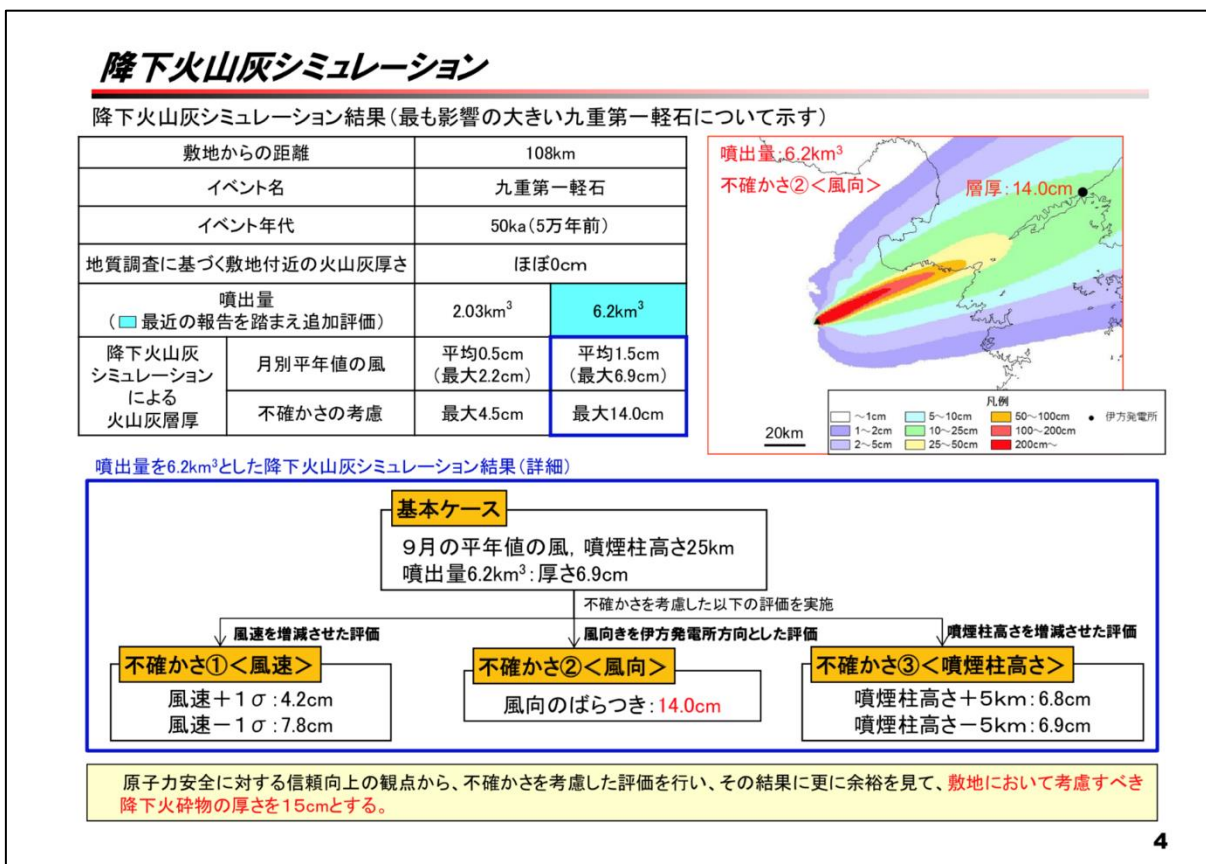 降下火山灰シミュレーション
降下火山灰シミュレーション結果(最も影響の大きい九重第一軽石について示す)
敷地からの距離 108km
イベント名 九重第一軽石
イベント年代 50ka(5万年前)
地質調査に基づく敷地付近の火山灰厚さ ほぼ0cm
噴出量
(最近の報告を踏まえ追加評価) 2.03km³ 6.2km³
降下火山灰
シミュレーション
による
火山灰層厚
月別平年値の風 平均0.5cm
(最大2.2cm) 平均1.5cm
(最大6.9cm)
不確かさの考慮 最大4.5cm 最大14.0cm
噴出量:6.2km³
不確かさ②<風向>
層厚:14.0cm
20km
凡例
～1cm 5～10cm 50～100cm ● 伊方発電所
1～2cm 10～25cm 100～200cm
2～5cm 25～50cm 200cm～
噴出量を6.2km³とした降下火山灰シミュレーション結果(詳細)
基本ケース
9月の平年値の風, 噴煙柱高さ25km
噴出量6.2km³:厚さ6.9cm
不確かさを考慮した以下の評価を実施
風速を増減させた評価
風向きを伊方発電所方向とした評価
噴煙柱高さを増減させた評価
不確かさ①<風速>
風速+1σ:4.2cm
風速-1σ:7.8cm
不確かさ②<風向>
風向のばらつき:14.0cm
不確かさ③<噴煙柱高さ>
噴煙柱高さ+5km:6.8cm
噴煙柱高さ-5km:6.9cm
原子力安全に対する信頼向上の観点から、不確かさを考慮した評価を行い、その結果に更に余裕を見て、敷地において考慮すべき
降下火砕物の厚さを15cmとする。
4